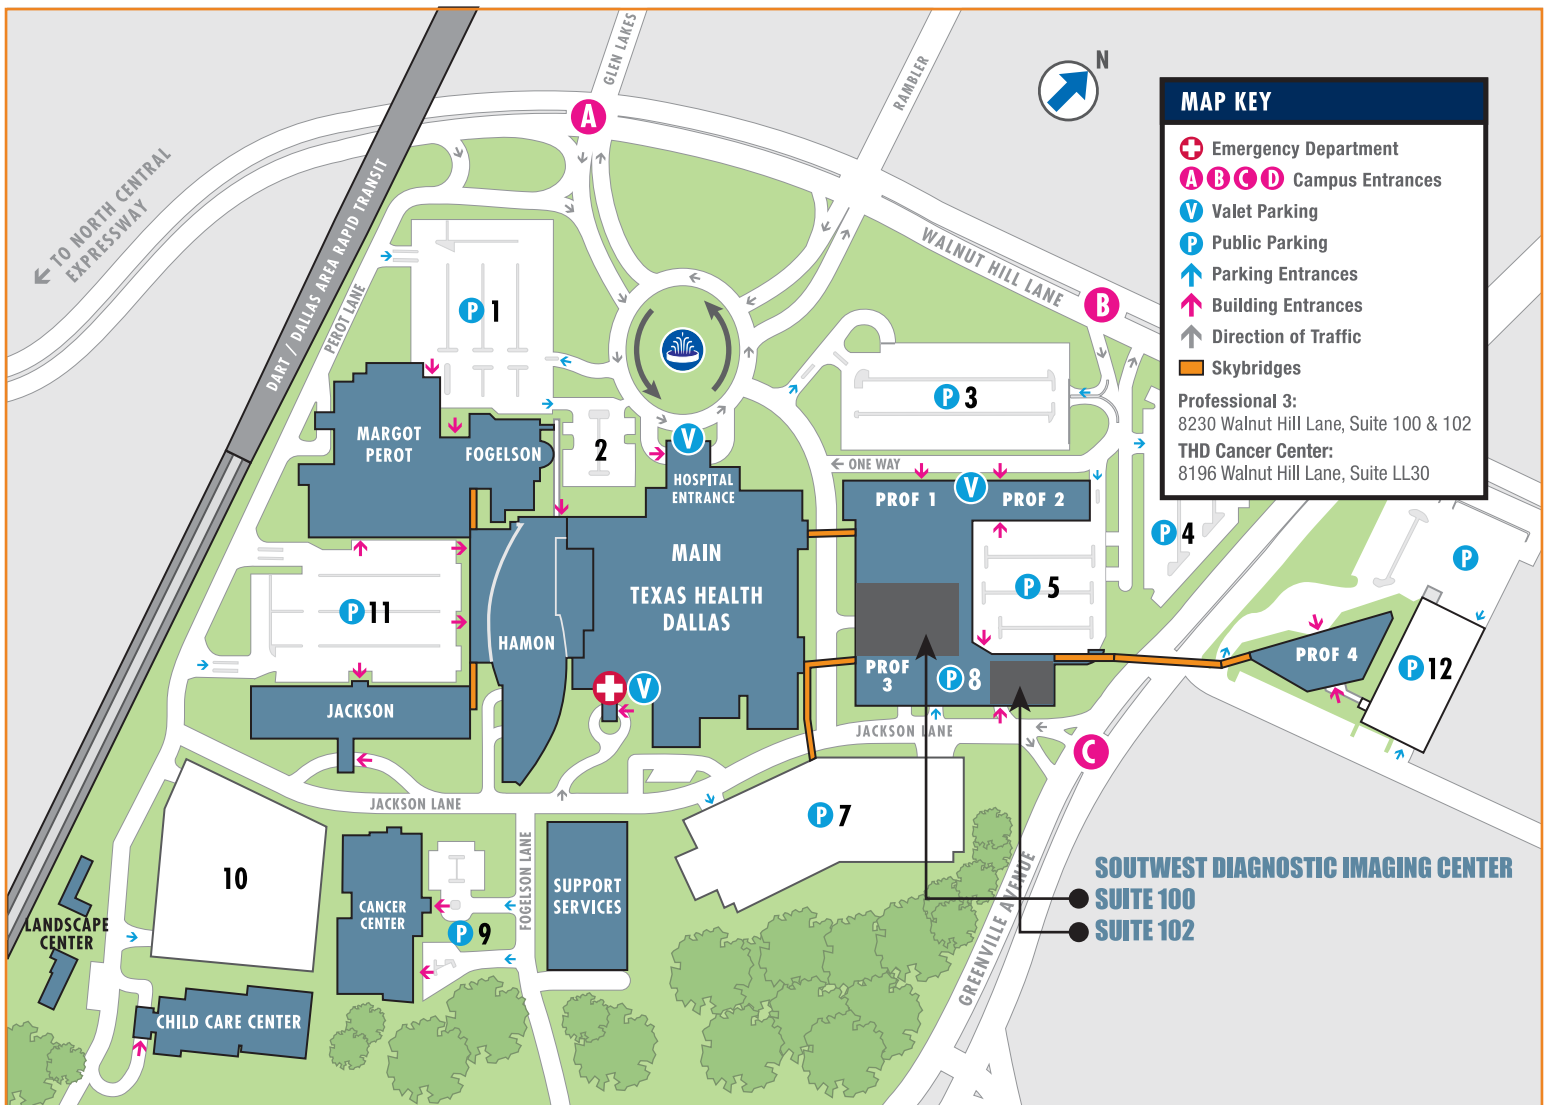 GLEN LAKES
RAMBLER
N
A
MAP KEY
Emergency Department
A B C D Campus Entrances
V Valet Parking
P Public Parking
Parking Entrances
Building Entrances
Direction of Traffic
Skybridges
Professional 3:
8230 Walnut Hill Lane, Suite 100 & 102
THD Cancer Center:
8196 Walnut Hill Lane, Suite LL30
TO NORTH CENTRAL
EXPRESSWAY
DART / DALLAS AREA RAPID TRANSIT
PEROT LANE
WALNUT HILL LANE
B
P 1
P 3
MARGOT
PEROT
FOGELSON
2
V
HOSPITAL
ENTRANCE
ONE WAY
PROF 1
V
PROF 2
P 4
P
MAIN
TEXAS HEALTH
DALLAS
P 5
P 11
HAMON
PROF 4
P 12
PROF
3
P 8
V
JACKSON
JACKSON LANE
C
JACKSON LANE
P 7
10
FOGELSON LANE
CANCER
CENTER
SUPPORT
SERVICES
P 9
GREENVILLE AVENUE
SOUTWEST DIAGNOSTIC IMAGING CENTER
SUITE 100
SUITE 102
LANDSCAPE
CENTER
CHILD CARE CENTER